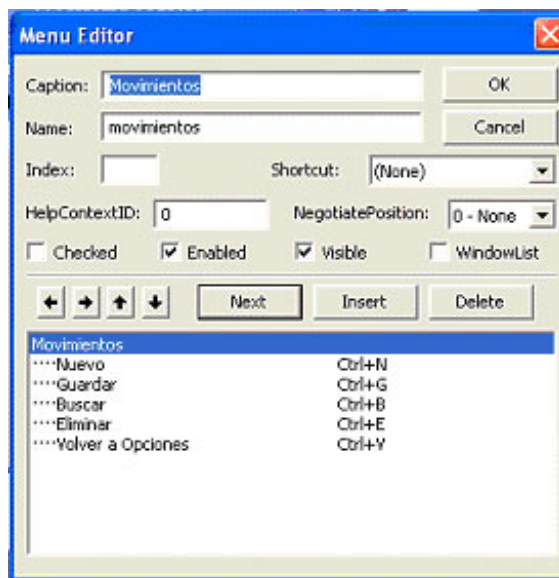 Menu Editor
Caption: Movimientos OK
Name: movimientos Cancel
Index: Shortcut: (None)
HelpContextID: 0 NegotiatePosition: 0 - None
Checked Enabled Visible WindowList
Next Insert Delete
Movimientos
····Nuevo Ctrl+N
····Guardar Ctrl+G
····Buscar Ctrl+B
····Eliminar Ctrl+E
····Volver a Opciones Ctrl+V